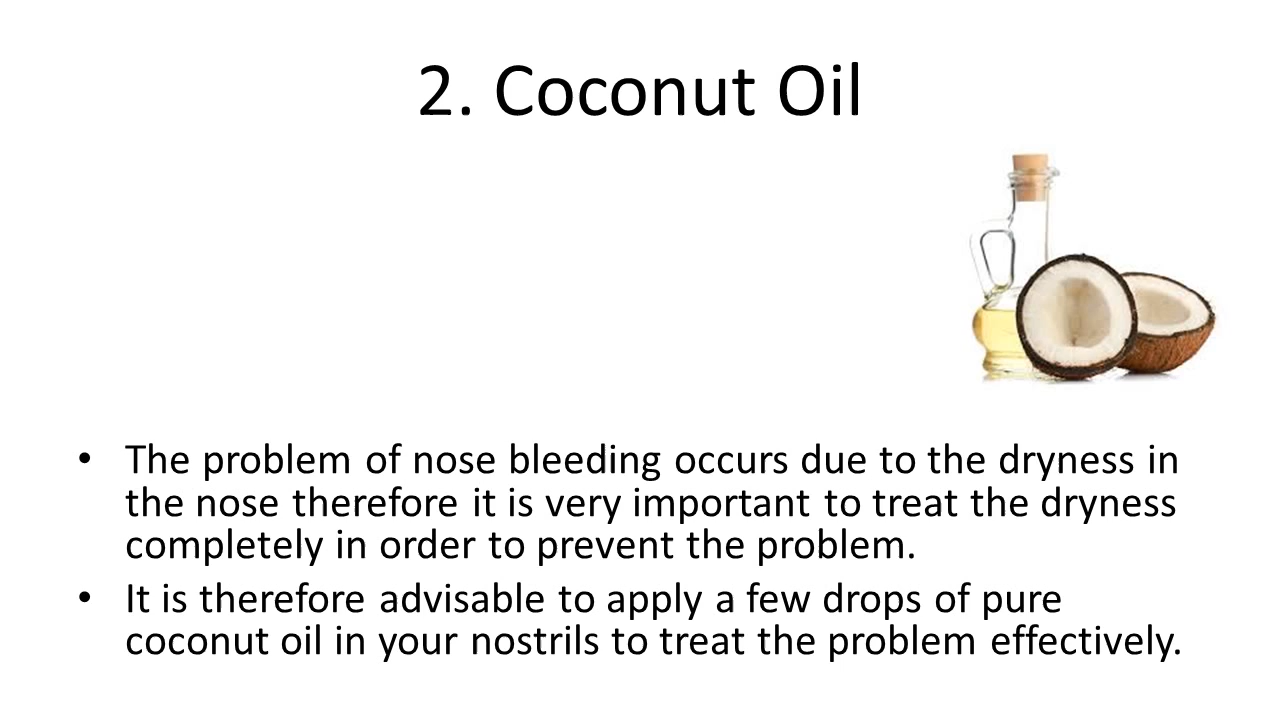 2. Coconut Oil
• The problem of nose bleeding occurs due to the dryness in
the nose therefore it is very important to treat the dryness
completely in order to prevent the problem.
• It is therefore advisable to apply a few drops of pure
coconut oil in your nostrils to treat the problem effectively.